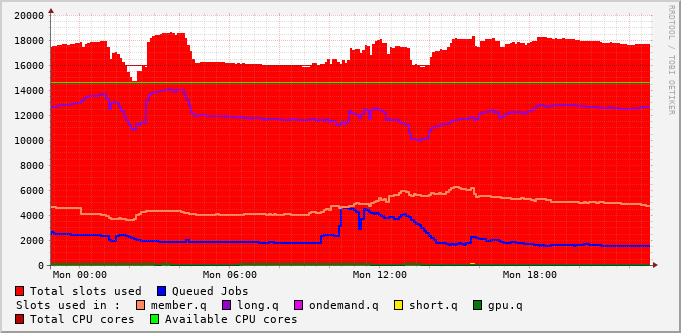 20000
18000
16000
14000
12000
10000
8000
6000
4000
2000
0
Mon 00:00 Mon 06:00 Mon 12:00 Mon 18:00
RRDTOOL / TOBI OETIKER
Total slots used Queued Jobs
Slots used in : member.q long.q ondemand.q short.q gpu.q
Total CPU cores Available CPU cores